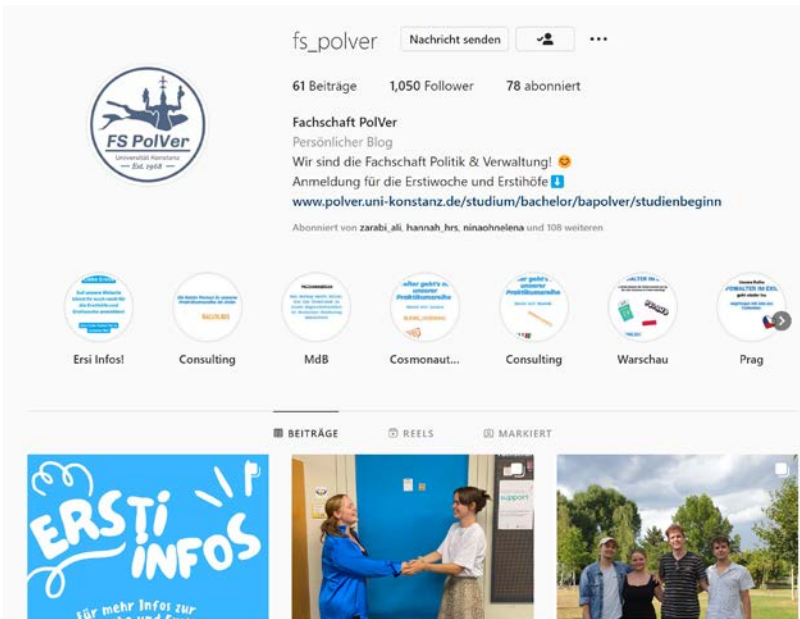 fs_polver
Nachricht senden
61 Beiträge 1,050 Follower 78 abonniert
FS PolVer
Universität Konstanz
Est. 1968
Fachschaft PolVer
Persönlicher Blog
Wir sind die Fachschaft Politik & Verwaltung!
Anmeldung für die Erstiwoche und Erstihöfe
www.polver.uni-konstanz.de/studium/bachelor/bapolver/studienbeginn
Abonniert von zarabi_ali, hannah_hrs, ninaohnelena und 108 weiteren
Ersi Infos! Consulting MdB Cosmonaut... Consulting Warschau Prag
BEITRÄGE REELS MARKIERT
ERSTI
INFOS
für mehr Infos zur
support